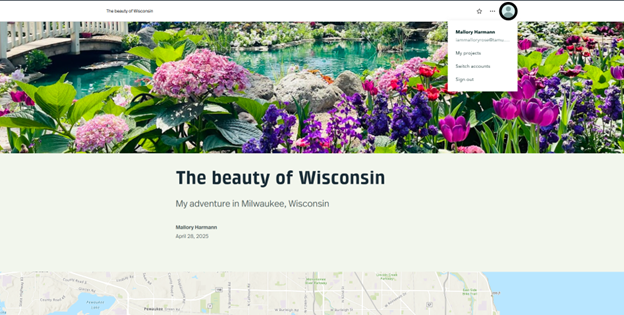 The beauty of Wisconsin
Mallory Harmann
My projects
Switch accounts
Sign out
The beauty of Wisconsin
My adventure in Milwaukee, Wisconsin
Mallory Harmann
April 28, 2025
Pewaukee